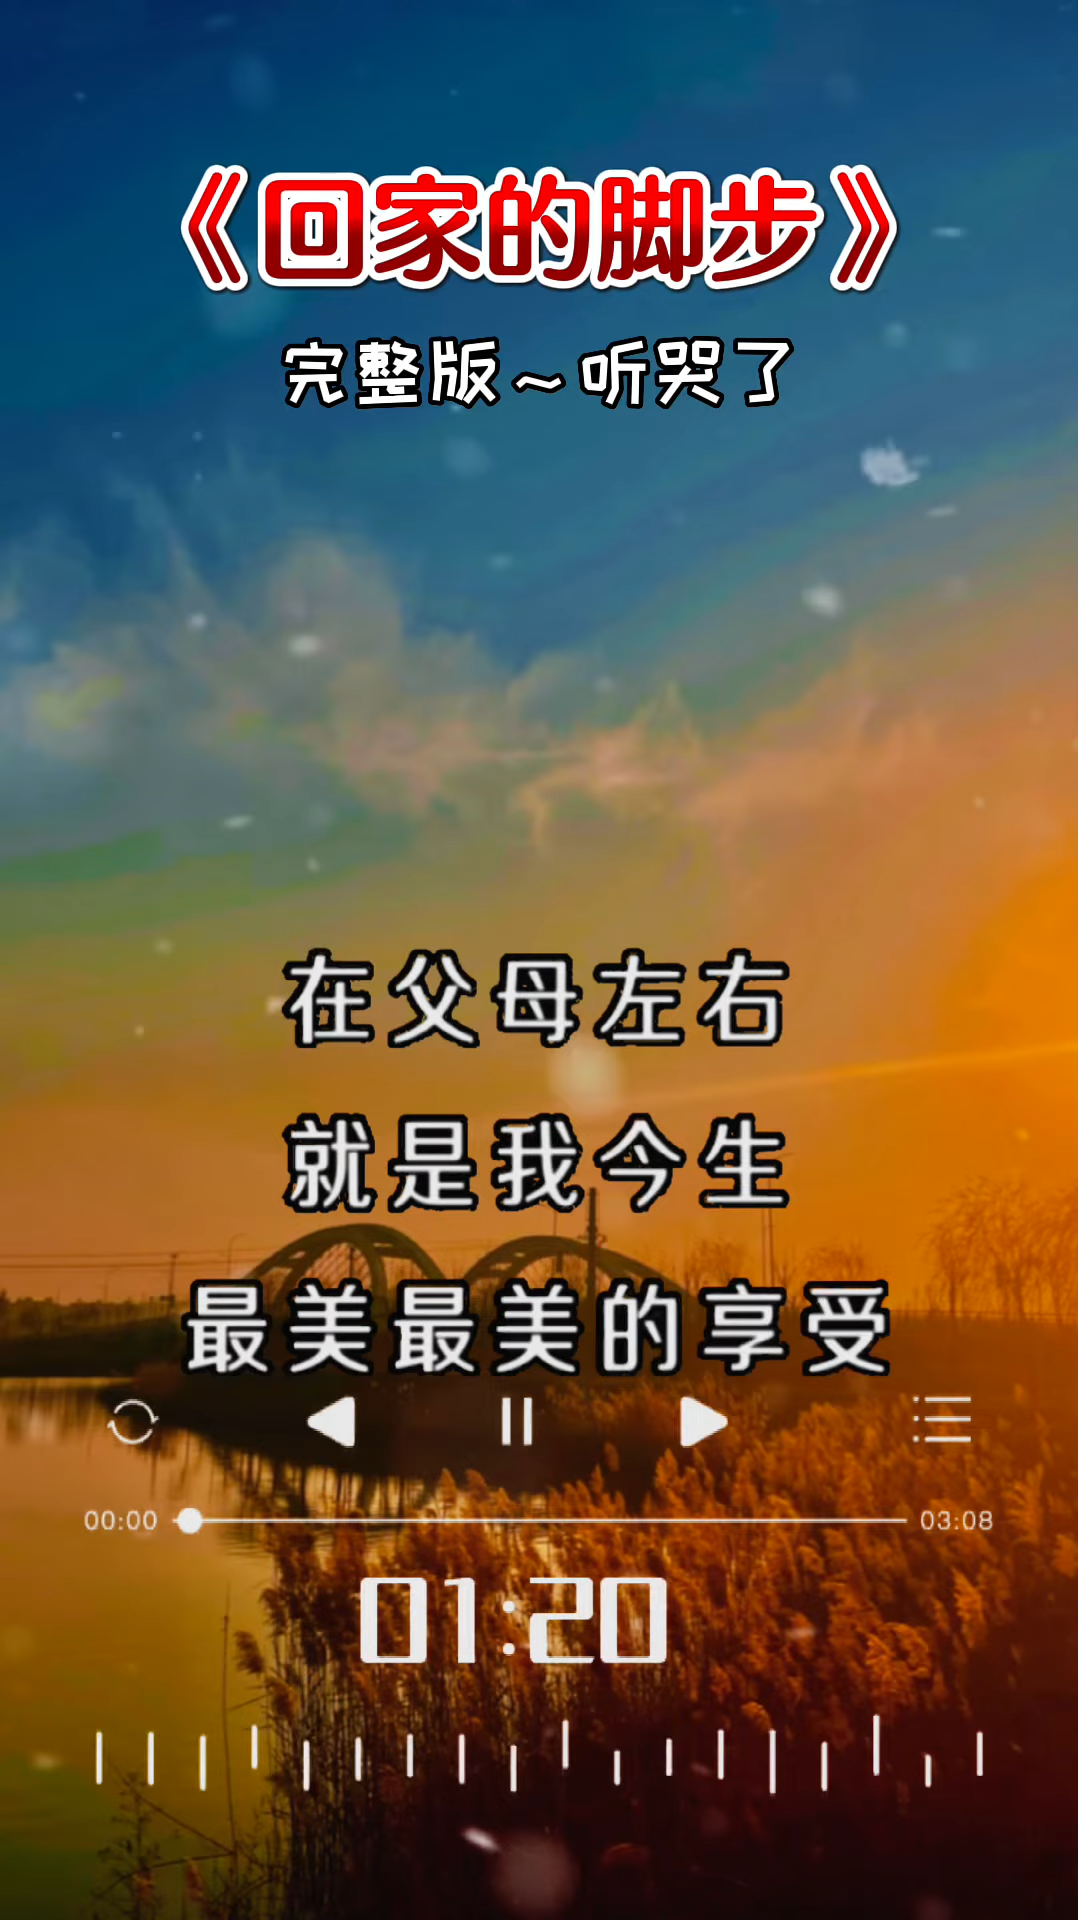 《回家的脚步》
完整版~听哭了
在父母左右
就是我今生
最美最美的享受
00:00 03:08
01:20